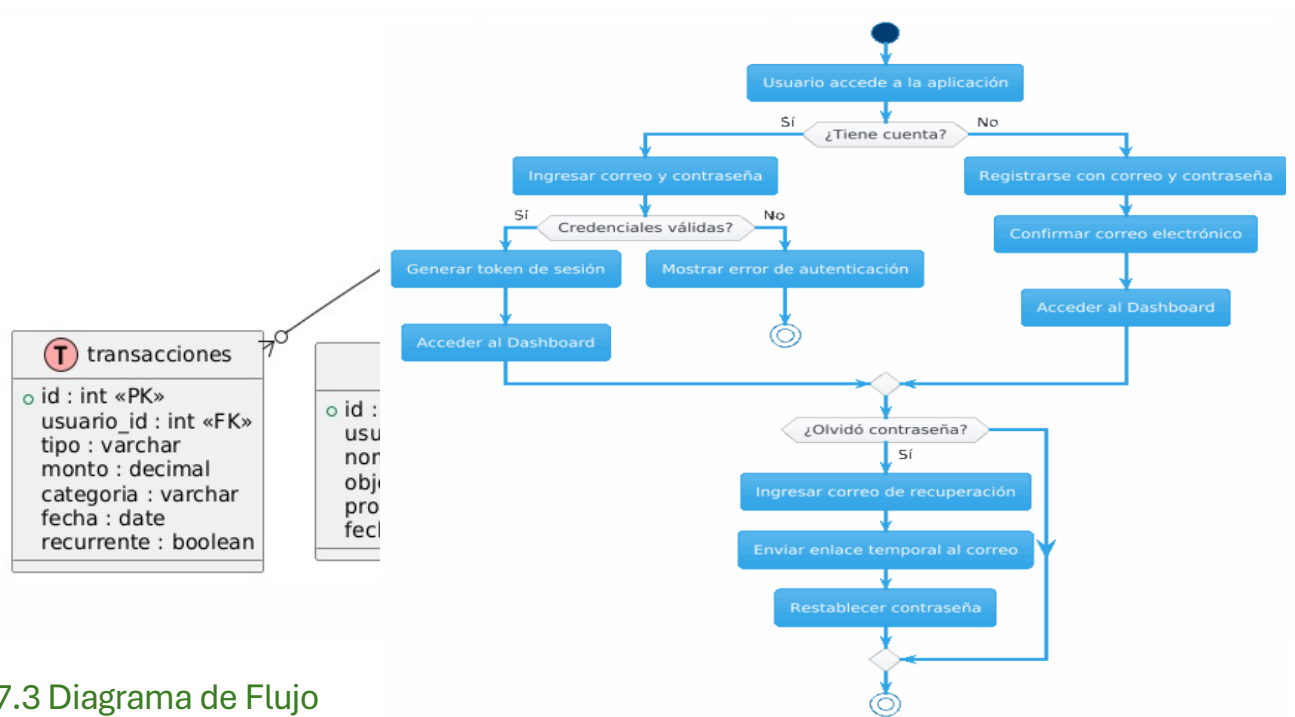 Usuario accede a la aplicación
Sí
No
¿Tiene cuenta?
Ingresar correo y contraseña
Registrarse con correo y contraseña
Sí
No
Credenciales válidas?
Confirmar correo electrónico
Generar token de sesión
Mostrar error de autenticación
Acceder al Dashboard
Acceder al Dashboard
¿Olvidó contraseña?
Sí
Ingresar correo de recuperación
Enviar enlace temporal al correo
Restablecer contraseña
T transacciones
id : int «PK»
usuario_id : int «FK»
tipo : varchar
monto : decimal
categoria : varchar
fecha : date
recurrente : boolean
id :
usu
nor
obj
pro
fec
7.3 Diagrama de Flujo